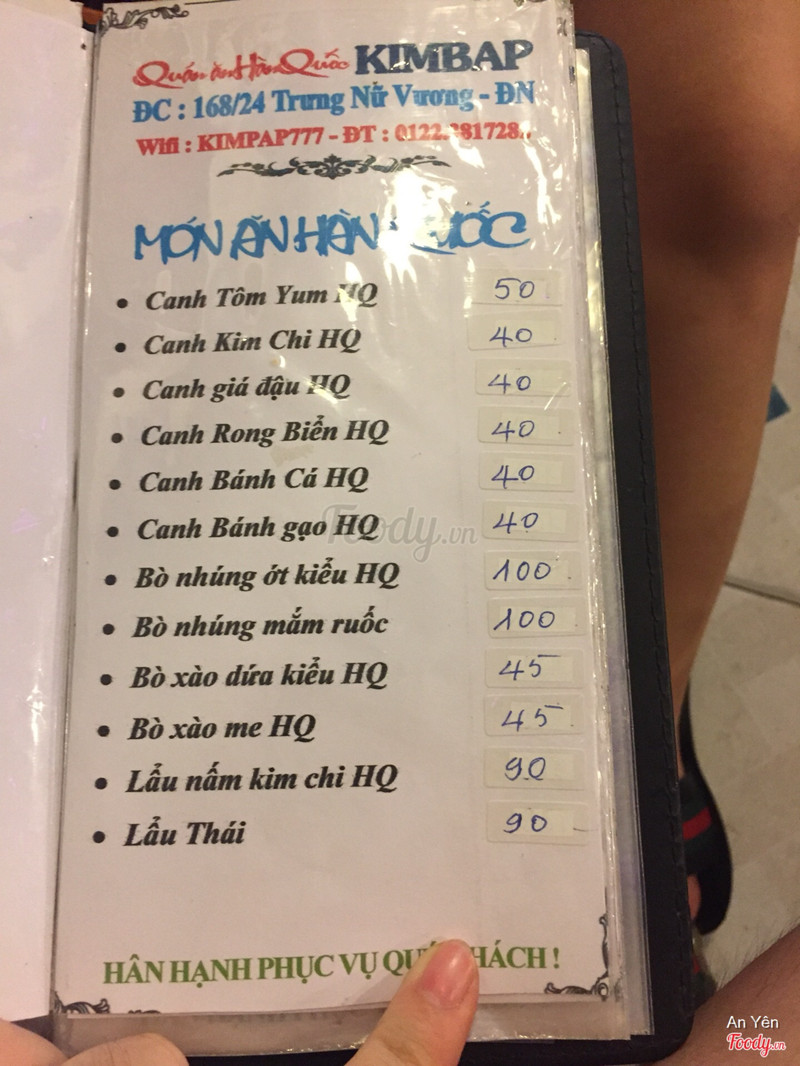 Quán ăn Hàn Quốc KIMBAP
ĐC : 168/24 Trưng Nữ Vương - ĐN
Wifi : KIMPAP777 - ĐT :
MÓN ĂN HÀN QUỐC
• Canh Tôm Yum HQ 50
• Canh Kim Chi HQ 40
• Canh giá đậu HQ 40
• Canh Rong Biển HQ 40
• Canh Bánh Cá HQ 40
• Canh Bánh gạo HQ 40
• Bò nhúng ớt kiểu HQ 100
• Bò nhúng mắm ruốc 100
• Bò xào dứa kiểu HQ 45
• Bò xào me HQ 45
• Lẩu nấm kim chi HQ 90
• Lẩu Thái 90
HÂN HẠNH PHỤC VỤ QUÝ KHÁCH !
Foody.vn
An Yên
Foody.vn